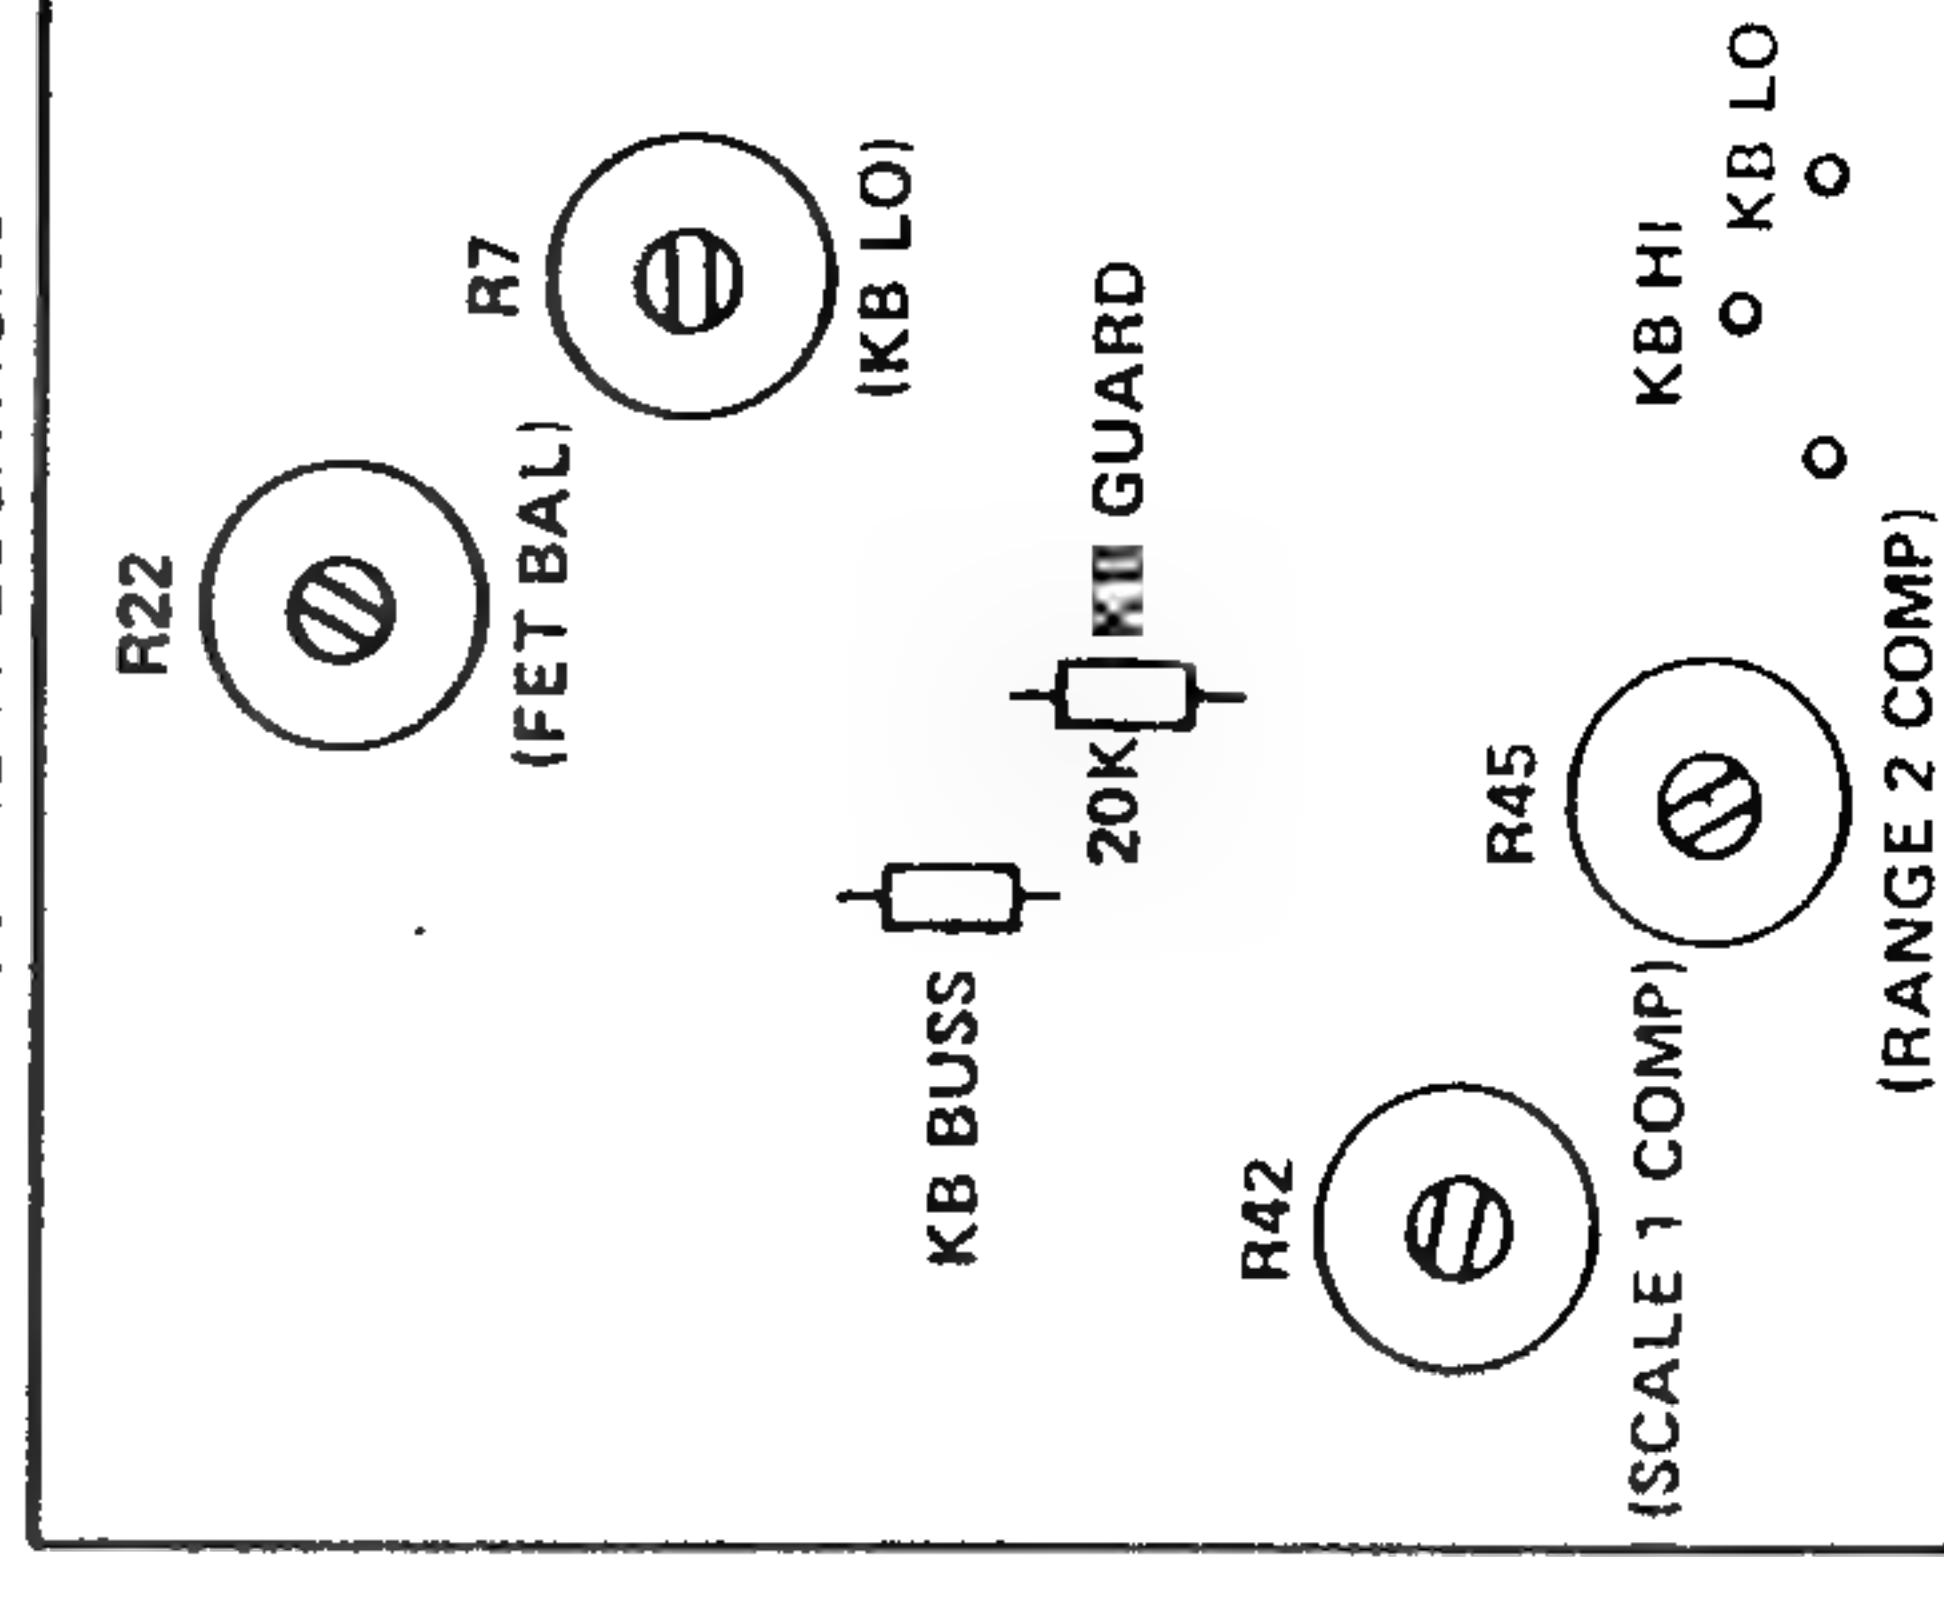 R22
(FET BAL)
R7
(KB LO)
KB BUSS
20K
GUARD
R42
(SCALE 1 COMP)
R45
(RANGE 2 COMP)
KB HI
KB LO